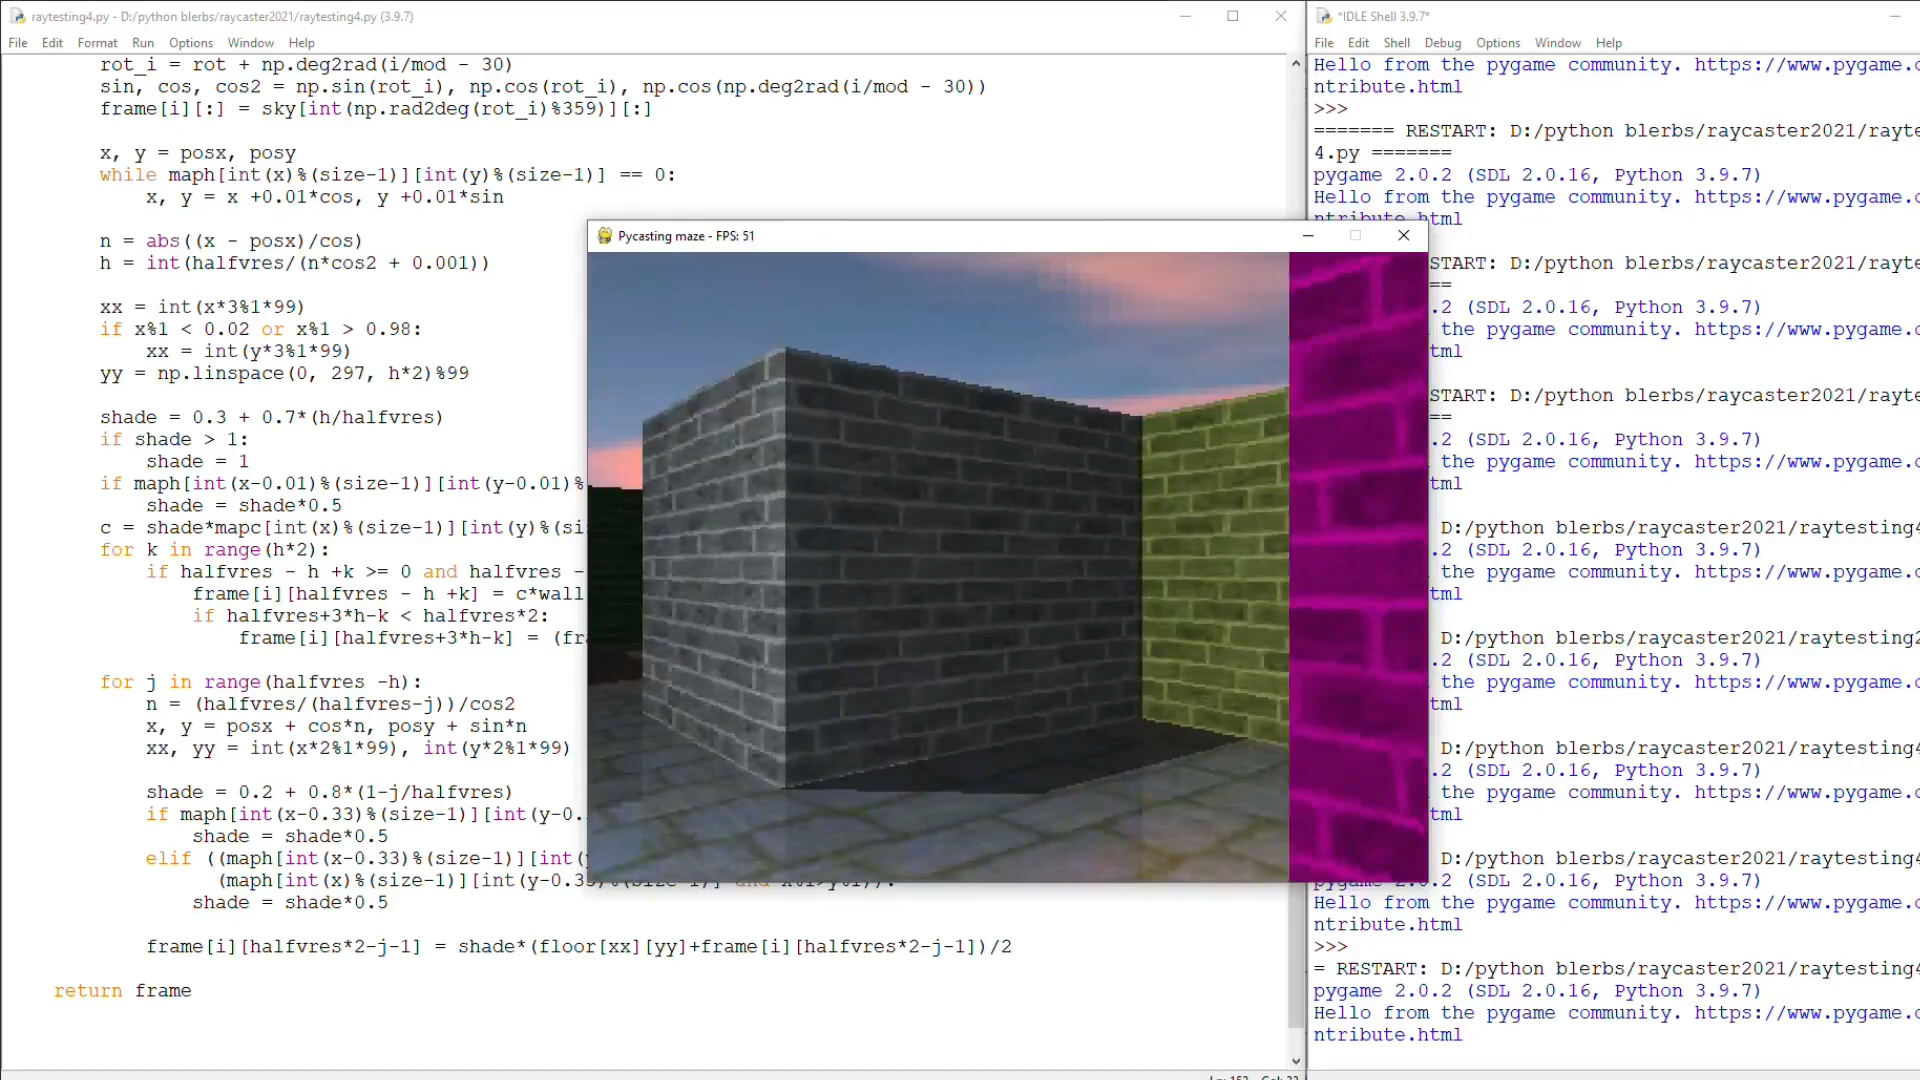 raytesting4.py - D:/python blerbs/raycaster2021/raytesting4.py (3.9.7)
File Edit Format Run Options Window Help
rot_i = rot + np.deg2rad(i/mod - 30)
sin, cos, cos2 = np.sin(rot_i), np.cos(rot_i), np.cos(np.deg2rad(i/mod - 30))
frame[i][:] = sky[int(np.rad2deg(rot_i)%359)][:]
x, y = posx, posy
while maph[int(x)%(size-1)][int(y)%(size-1)] == 0:
x, y = x +0.01*cos, y +0.01*sin
n = abs((x - posx)/cos)
h = int(halfvres/(n*cos2 + 0.001))
xx = int(x*3%1*99)
if x%1 < 0.02 or x%1 > 0.98:
xx = int(y*3%1*99)
yy = np.linspace(0, 297, h*2)%99
shade = 0.3 + 0.7*(h/halfvres)
if shade > 1:
shade = 1
if maph[int(x-0.01)%(size-1)][int(y-0.01)%
shade = shade*0.5
c = shade*mapc[int(x)%(size-1)][int(y)%(si
for k in range(h*2):
if halfvres - h +k >= 0 and halfvres -
frame[i][halfvres - h +k] = c*wall
if halfvres+3*h-k < halfvres*2:
frame[i][halfvres+3*h-k] = (fra
for j in range(halfvres -h):
n = (halfvres/(halfvres-j))/cos2
x, y = posx + cos*n, posy + sin*n
xx, yy = int(x*2%1*99), int(y*2%1*99)
shade = 0.2 + 0.8*(1-j/halfvres)
if maph[int(x-0.33)%(size-1)][int(y-0.
shade = shade*0.5
elif ((maph[int(x-0.33)%(size-1)][int(y
(maph[int(x)%(size-1)][int(y-0.33)%(size-1)] and x%1>y%1)):
shade = shade*0.5
frame[i][halfvres*2-j-1] = shade*(floor[xx][yy]+frame[i][halfvres*2-j-1])/2
return frame
Pycasting maze - FPS: 51
*IDLE Shell 3.9.7*
File Edit Shell Debug Options Window Help
Hello from the pygame community. https://www.pygame.
ntribute.html
>>>
======= RESTART: D:/python blerbs/raycaster2021/rayte
4.py =======
pygame 2.0.2 (SDL 2.0.16, Python 3.9.7)
Hello from the pygame community. https://www.pygame.
ntribute.html
START: D:/python blerbs/raycaster2021/rayte
==
.2 (SDL 2.0.16, Python 3.9.7)
the pygame community. https://www.pygame.
tml
START: D:/python blerbs/raycaster2021/rayte
==
.2 (SDL 2.0.16, Python 3.9.7)
the pygame community. https://www.pygame.
tml
D:/python blerbs/raycaster2021/raytesting4
.2 (SDL 2.0.16, Python 3.9.7)
the pygame community. https://www.pygame.
tml
D:/python blerbs/raycaster2021/raytesting2
.2 (SDL 2.0.16, Python 3.9.7)
the pygame community. https://www.pygame.
tml
D:/python blerbs/raycaster2021/raytesting4
.2 (SDL 2.0.16, Python 3.9.7)
the pygame community. https://www.pygame.
tml
D:/python blerbs/raycaster2021/raytesting4
pygame 2.0.2 (SDL 2.0.16, Python 3.9.7)
Hello from the pygame community. https://www.pygame.
ntribute.html
>>>
= RESTART: D:/python blerbs/raycaster2021/raytesting4
pygame 2.0.2 (SDL 2.0.16, Python 3.9.7)
Hello from the pygame community. https://www.pygame.
ntribute.html